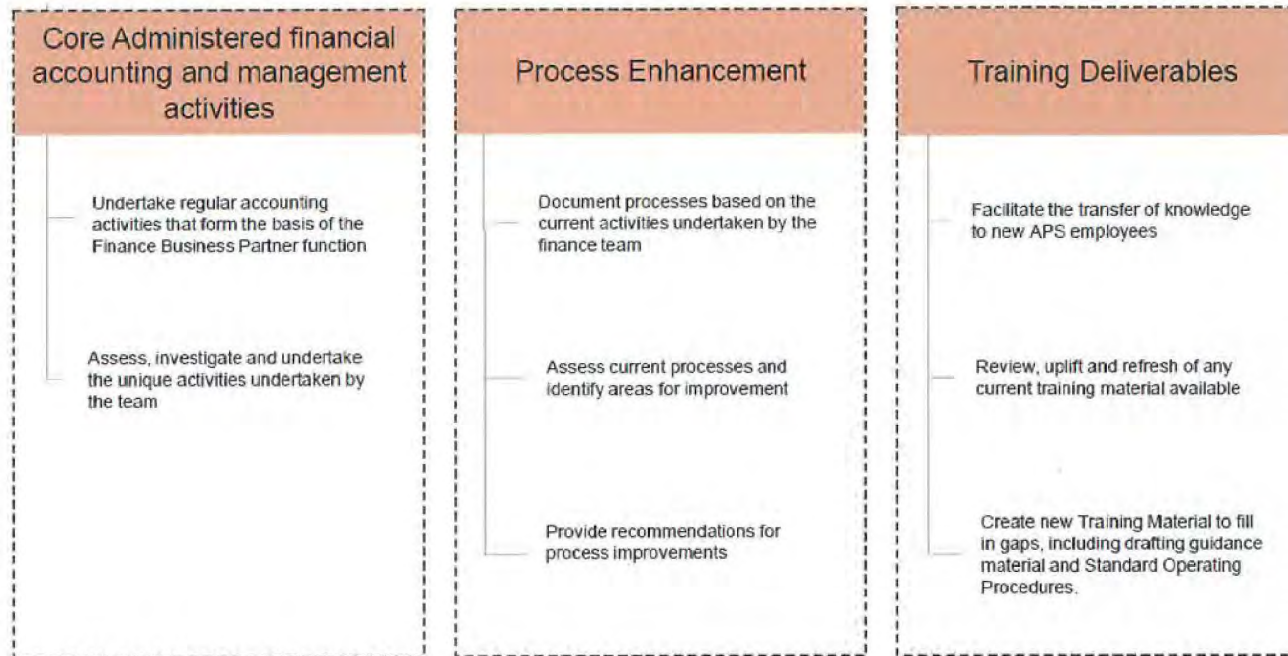 Core Administered financial
accounting and management
activities
Undertake regular accounting
activities that form the basis of the
Finance Business Partner function
Assess, investigate and undertake
the unique activities undertaken by
the team
Process Enhancement
Document processes based on the
current activities undertaken by the
finance team
Assess current processes and
identify areas for improvement
Provide recommendations for
process improvements
Training Deliverables
Facilitate the transfer of knowledge
to new APS employees
Review, uplift and refresh of any
current training material available
Create new Training Material to fill
in gaps, including drafting guidance
material and Standard Operating
Procedures.